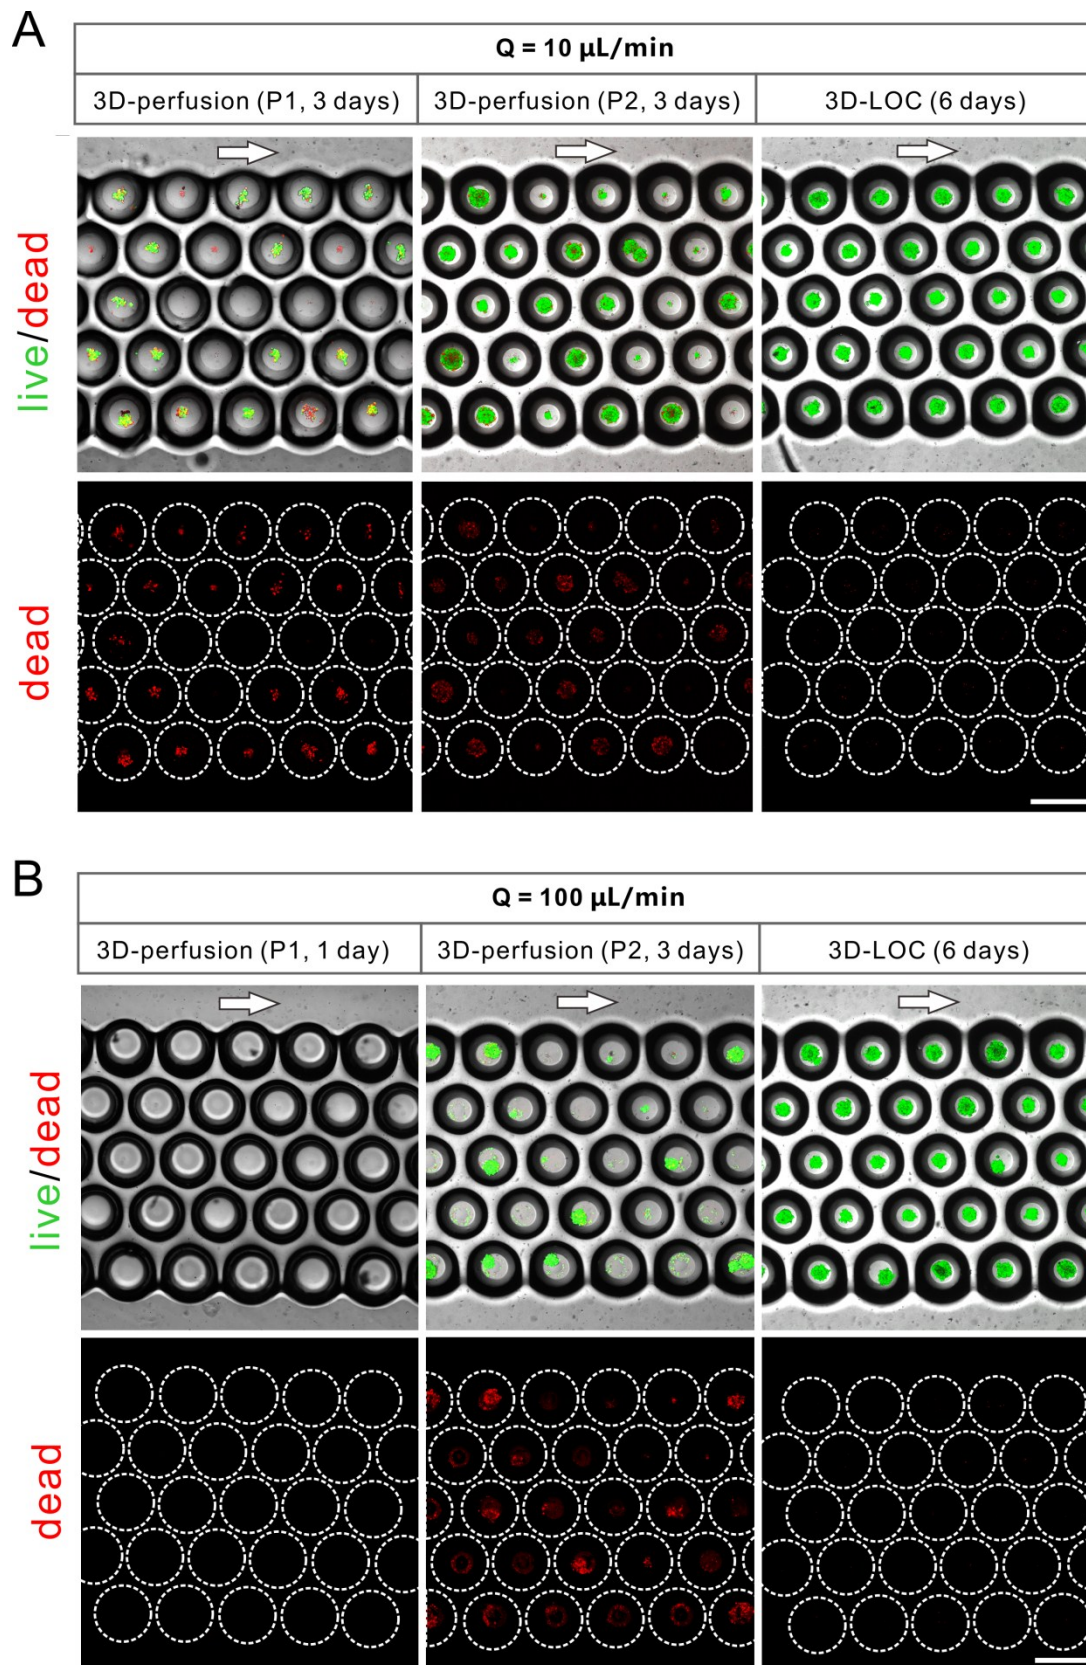 A
Q = 10 µL/min
3D-perfusion (P1, 3 days)
3D-perfusion (P2, 3 days)
3D-LOC (6 days)
live/dead
dead
B
Q = 100 µL/min
3D-perfusion (P1, 1 day)
3D-perfusion (P2, 3 days)
3D-LOC (6 days)
live/dead
dead